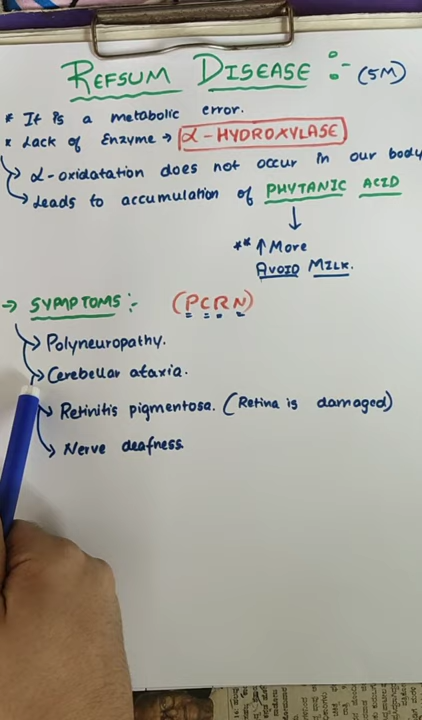 REFSUM DISEASE :- (5M)
* It is a metabolic error.
* Lack of Enzyme → α-HYDROXYLASE
α-oxidatation does not occur in our body
Leads to accumulation of PHYTANIC ACID
↓
** ↑ More
AVOID MILK.
→ SYMPTOMS :- (PCRN)
Polyneuropathy.
Cerebellar ataxia.
Retinitis pigmentosa. (Retina is damaged)
Nerve deafness